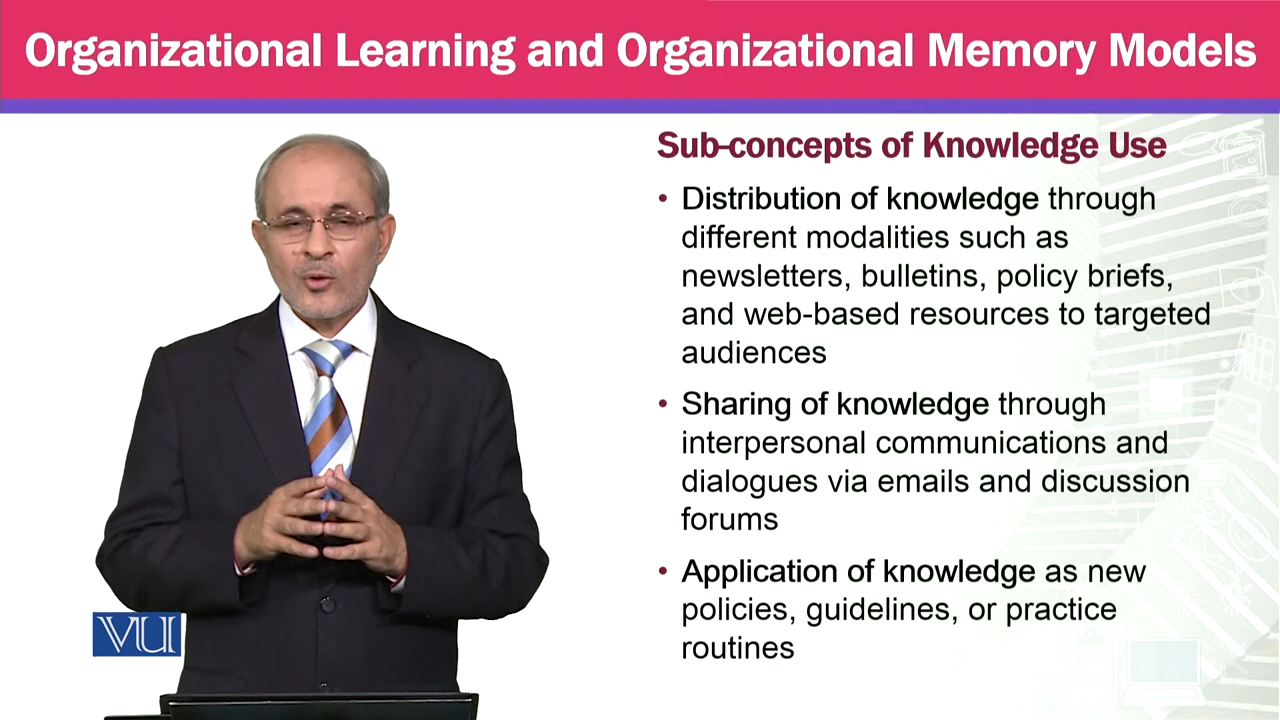 Organizational Learning and Organizational Memory Models
Sub-concepts of Knowledge Use
• Distribution of knowledge through
different modalities such as
newsletters, bulletins, policy briefs,
and web-based resources to targeted
audiences
• Sharing of knowledge through
interpersonal communications and
dialogues via emails and discussion
forums
• Application of knowledge as new
policies, guidelines, or practice
routines
VU